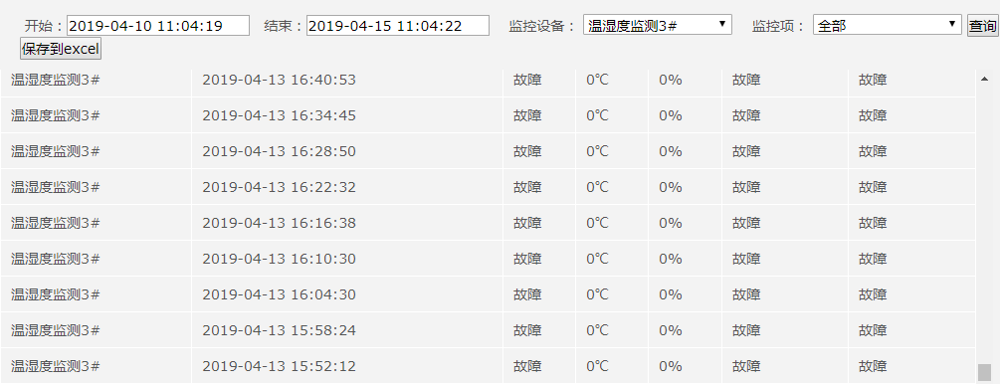 开始：2019-04-10 11:04:19 结束：2019-04-15 11:04:22 监控设备： 温湿度监测3# 监控项： 全部 查询
保存到excel
温湿度监测3# 2019-04-13 16:40:53 故障 0℃ 0% 故障 故障
温湿度监测3# 2019-04-13 16:34:45 故障 0℃ 0% 故障 故障
温湿度监测3# 2019-04-13 16:28:50 故障 0℃ 0% 故障 故障
温湿度监测3# 2019-04-13 16:22:32 故障 0℃ 0% 故障 故障
温湿度监测3# 2019-04-13 16:16:38 故障 0℃ 0% 故障 故障
温湿度监测3# 2019-04-13 16:10:30 故障 0℃ 0% 故障 故障
温湿度监测3# 2019-04-13 16:04:30 故障 0℃ 0% 故障 故障
温湿度监测3# 2019-04-13 15:58:24 故障 0℃ 0% 故障 故障
温湿度监测3# 2019-04-13 15:52:12 故障 0℃ 0% 故障 故障